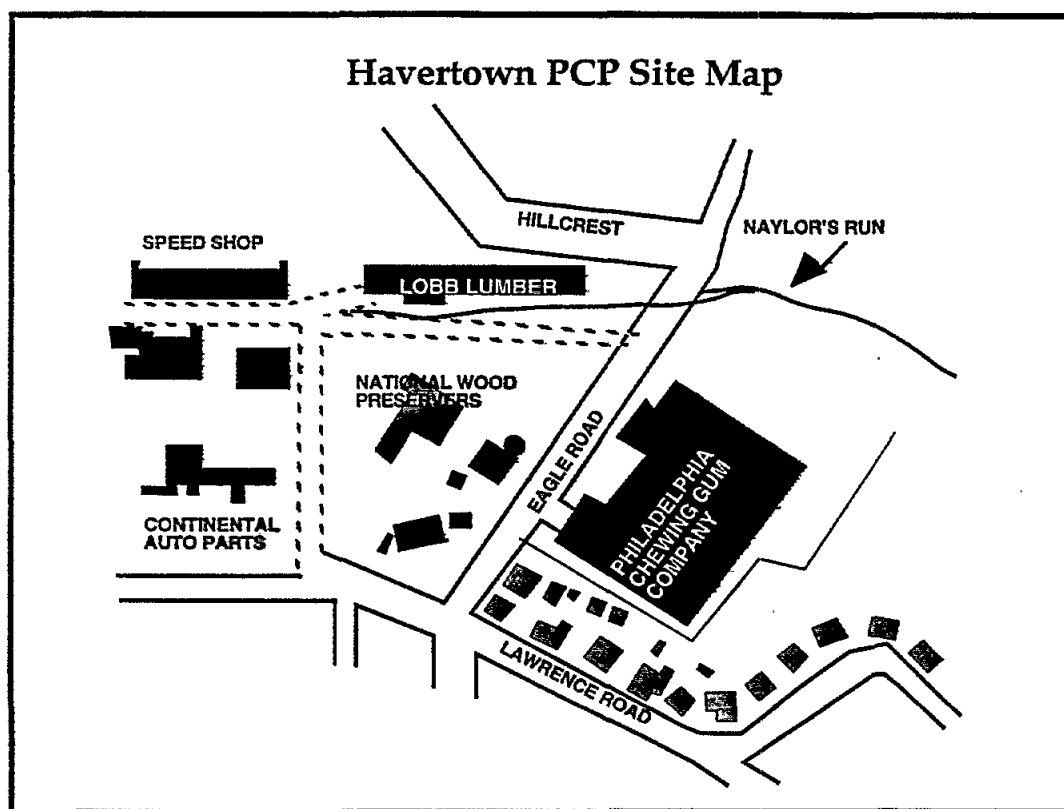 Havertown PCP Site Map
HILLCREST
SPEED SHOP
NAYLOR'S RUN
LOBB LUMBER
NATIONAL WOOD
PRESERVERS
EAGLE ROAD
PHILADELPHIA
CHEWING GUM
COMPANY
CONTINENTAL
AUTO PARTS
LAWRENCE ROAD